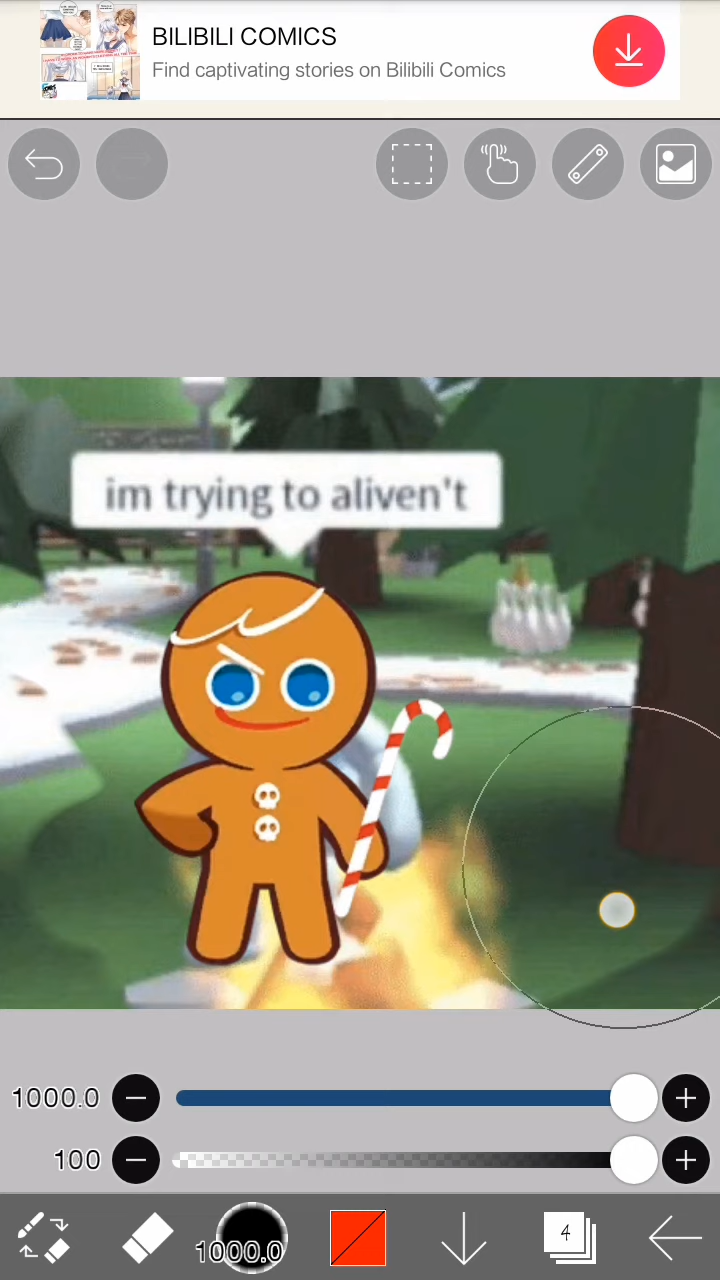 BILIBILI COMICS
Find captivating stories on Bilibili Comics
im trying to aliven't
1000.0
100
1000.0
4